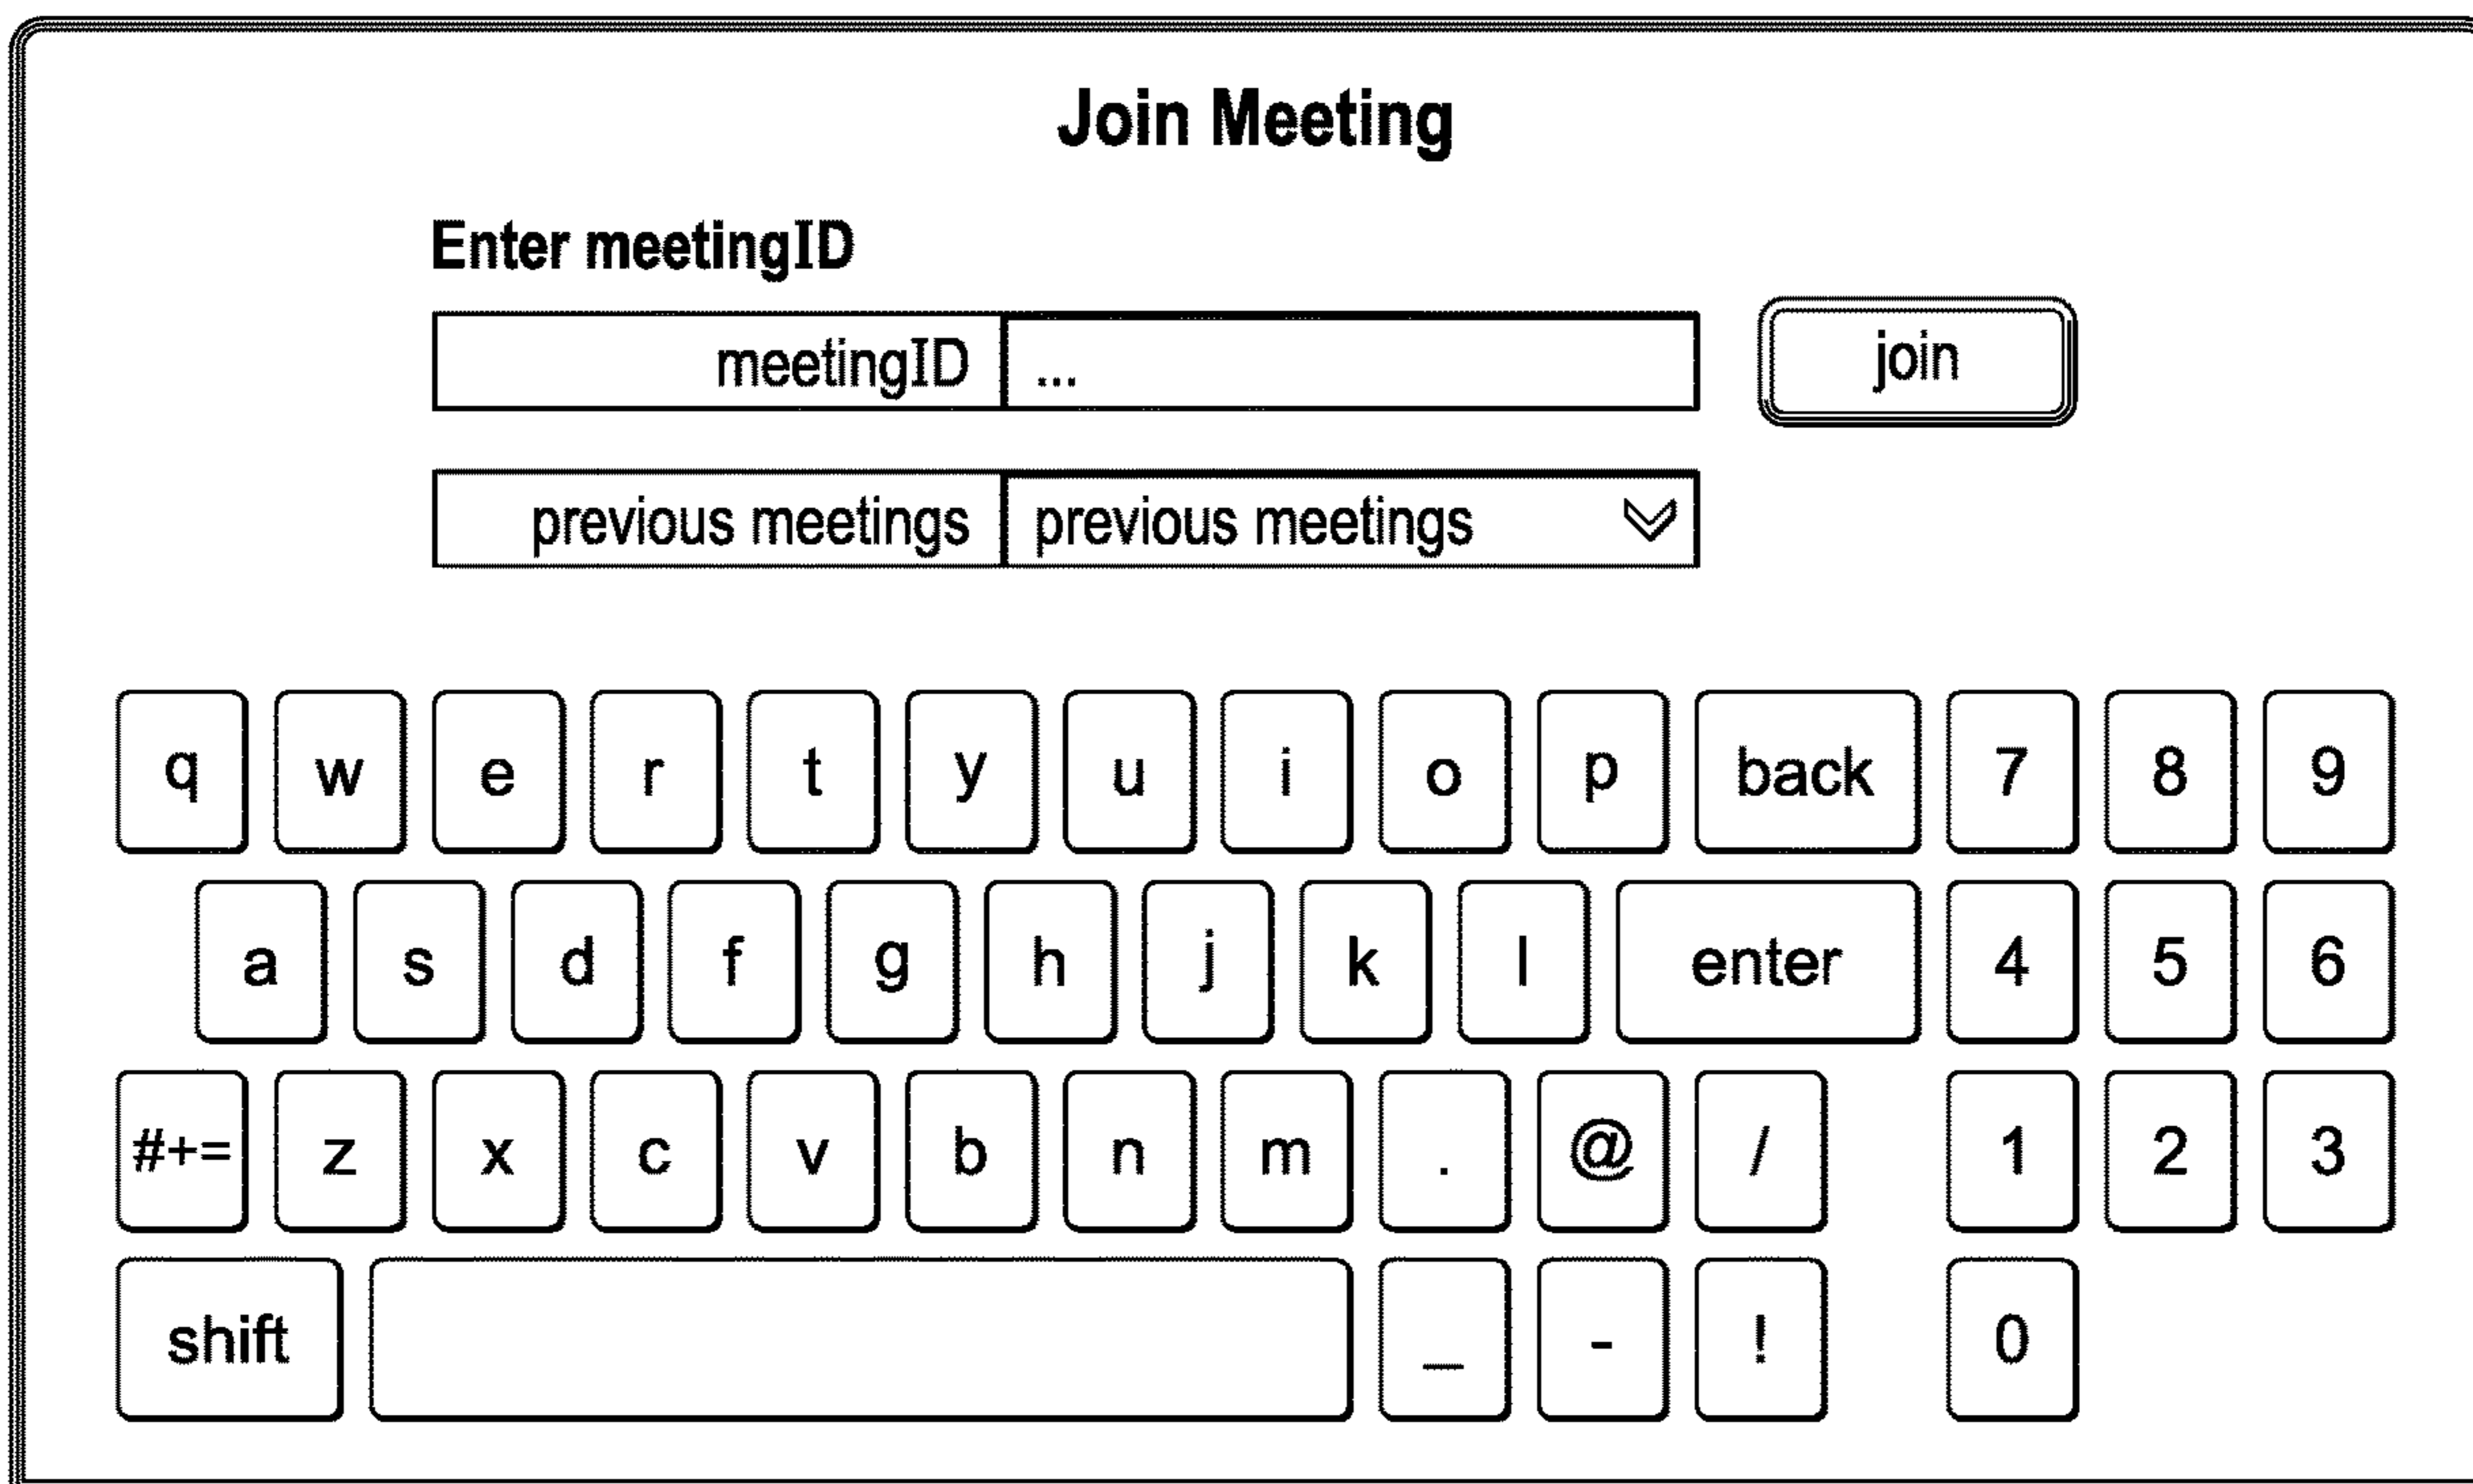 Join Meeting
Enter meetingID
meetingID ... join
previous meetings previous meetings
q w e r t y u i o p back 7 8 9
a s d f g h j k l enter 4 5 6
#+= z x c v b n m . @ / 1 2 3
shift _ - ! 0